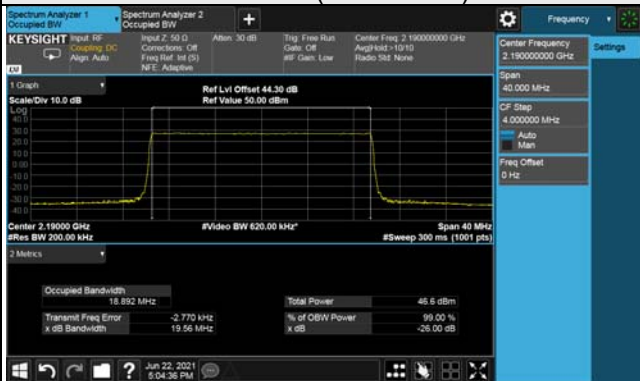 Spectrum Analyzer 1
Occupied BW
Spectrum Analyzer 2
Occupied BW
+
Frequency
KEYSIGHT
Input: RF
Coupling: DC
Align: Auto
Input Z: 50 Ω
Corrections: Off
Freq Ref: Int (S)
NFE: Adaptive
Atten: 30 dB
Trig: Free Run
Gate: Off
#IF Gain: Low
Center Freq: 2.190000000 GHz
Avg|Hold:>10/10
Radio Std: None
Center Frequency
2.190000000 GHz
Settings
Span
40.000 MHz
CF Step
4.000000 MHz
Auto
Man
Freq Offset
0 Hz
1 Graph
Scale/Div 10.0 dB
Ref Lvl Offset 44.30 dB
Ref Value 50.00 dBm
Log
40.0
30.0
20.0
10.0
0.00
-10.0
-20.0
-30.0
-40.0
Center 2.19000 GHz
#Res BW 200.00 kHz
#Video BW 620.00 kHz*
Span 40 MHz
#Sweep 300 ms (1001 pts)
2 Metrics
Occupied Bandwidth
18.892 MHz
Total Power 46.6 dBm
Transmit Freq Error -2.770 kHz
% of OBW Power 99.00 %
x dB Bandwidth 19.56 MHz
x dB -26.00 dB
?
Jun 22, 2021
5:04:36 PM